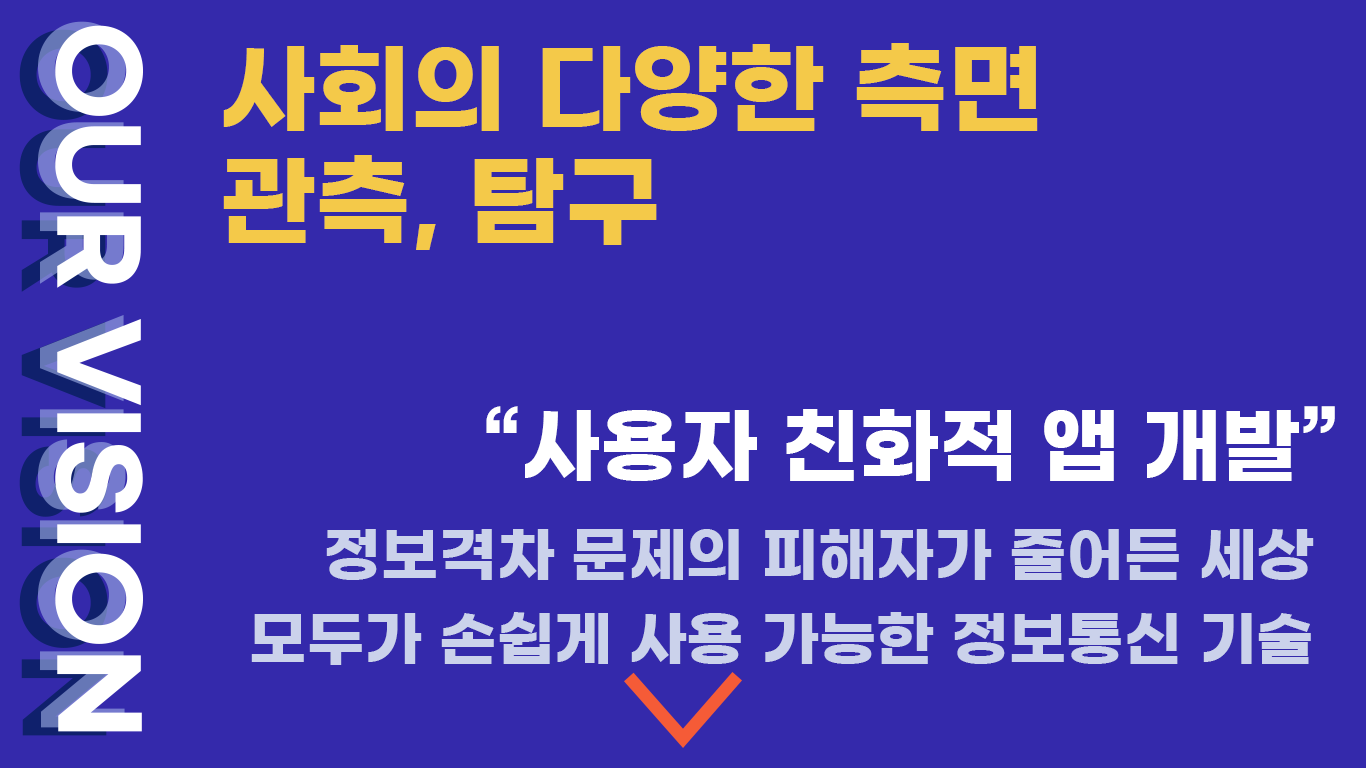 OUR VISION
사회의 다양한 측면
관측, 탐구
“사용자 친화적 앱 개발”
정보격차 문제의 피해자가 줄어든 세상
모두가 손쉽게 사용 가능한 정보통신 기술